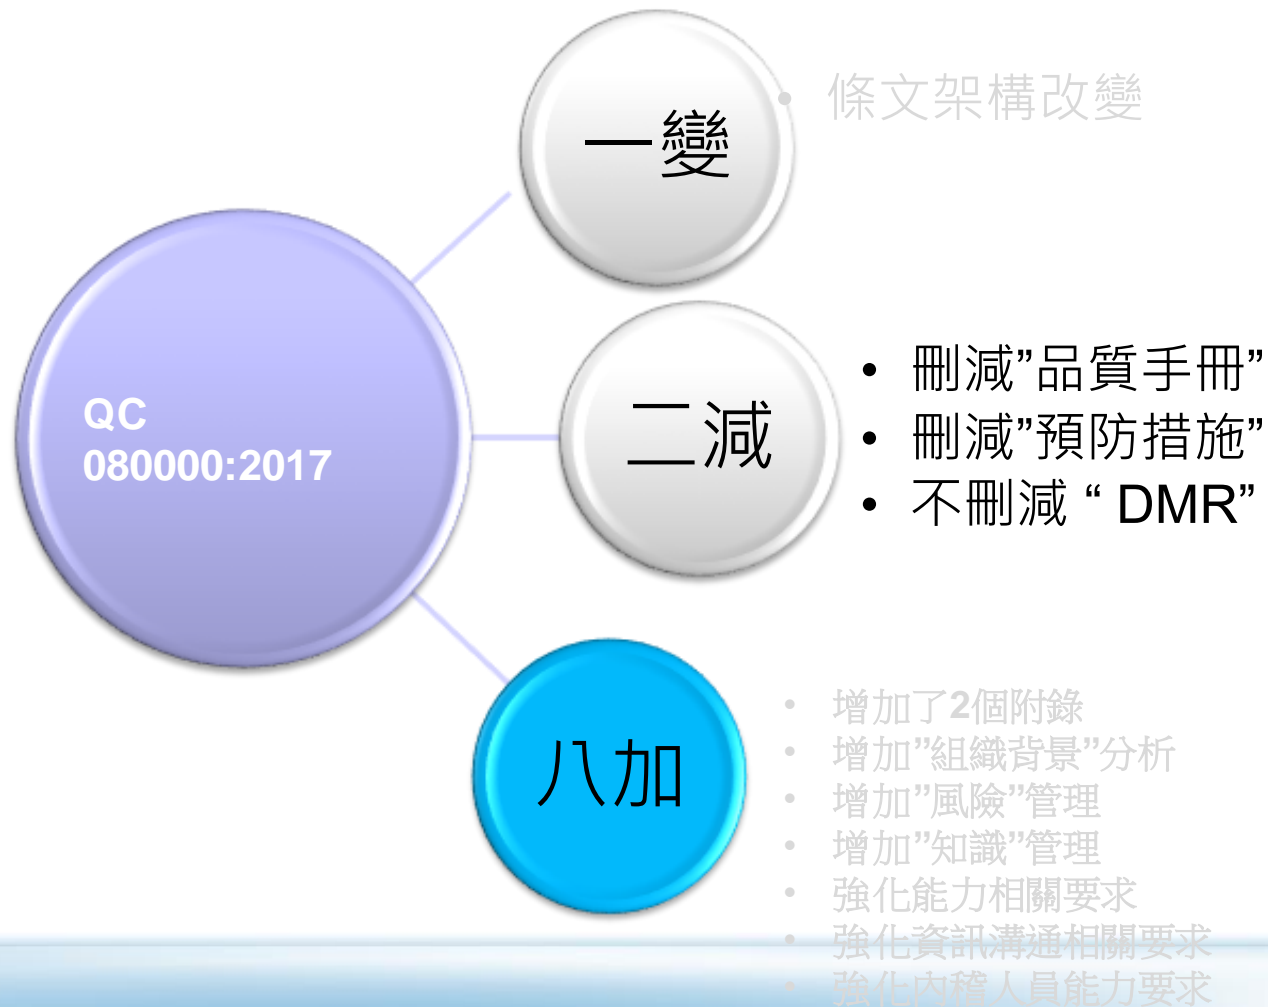 一變
• 條文架構改變
QC
080000:2017
二減
• 刪減”品質手冊”
• 刪減”預防措施”
• 不刪減 “ DMR”
八加
• 增加了2個附錄
• 增加”組織背景”分析
• 增加”風險”管理
• 增加”知識”管理
• 強化能力相關要求
• 強化資訊溝通相關要求
• 強化內稽人員能力要求